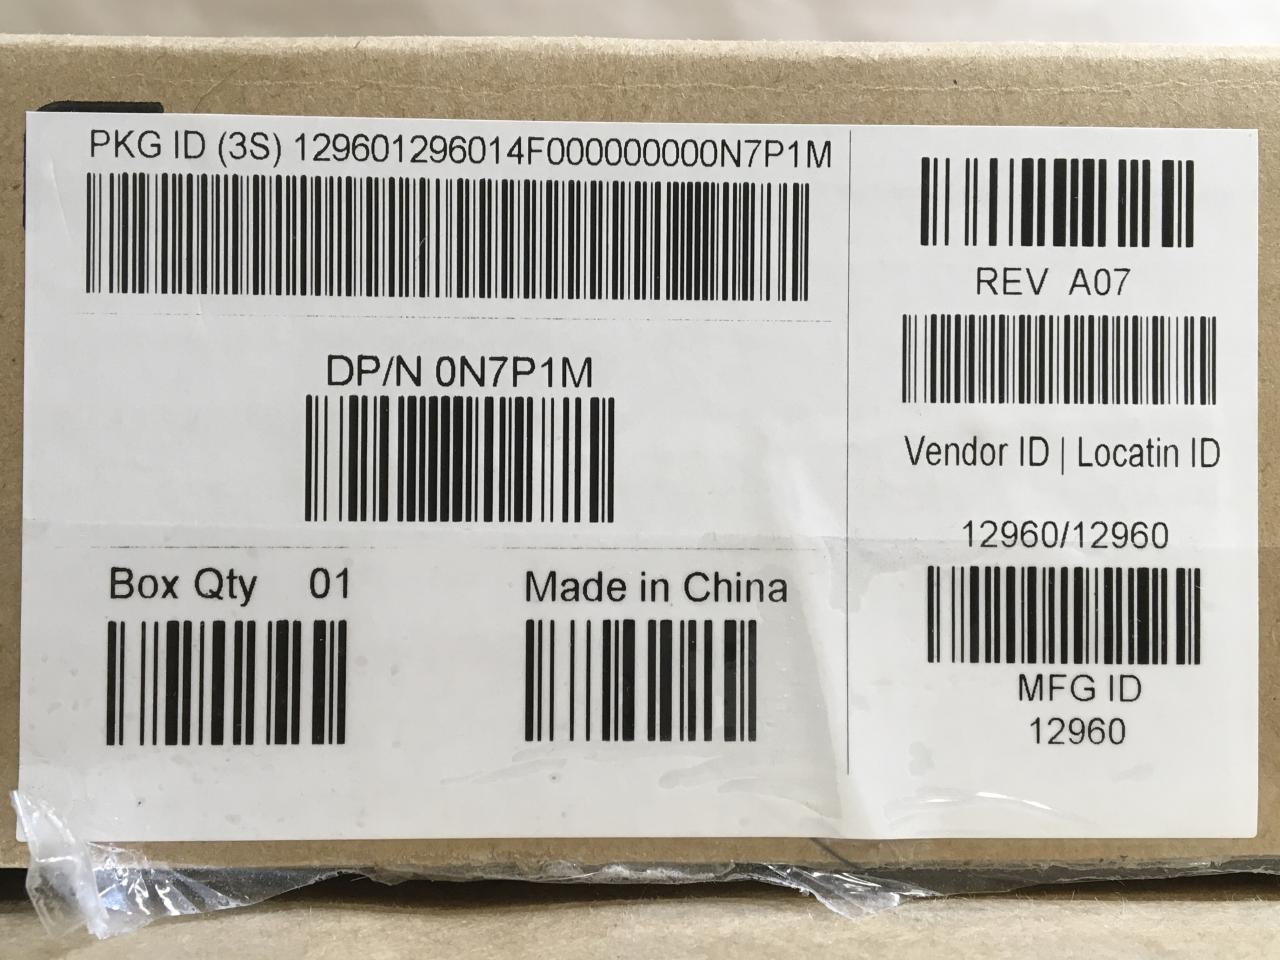 PKG ID (3S) 129601296014F000000000N7P1M
DP/N 0N7P1M
Box Qty 01
Made in China
REV A07
Vendor ID | Locatin ID
12960/12960
MFG ID
12960